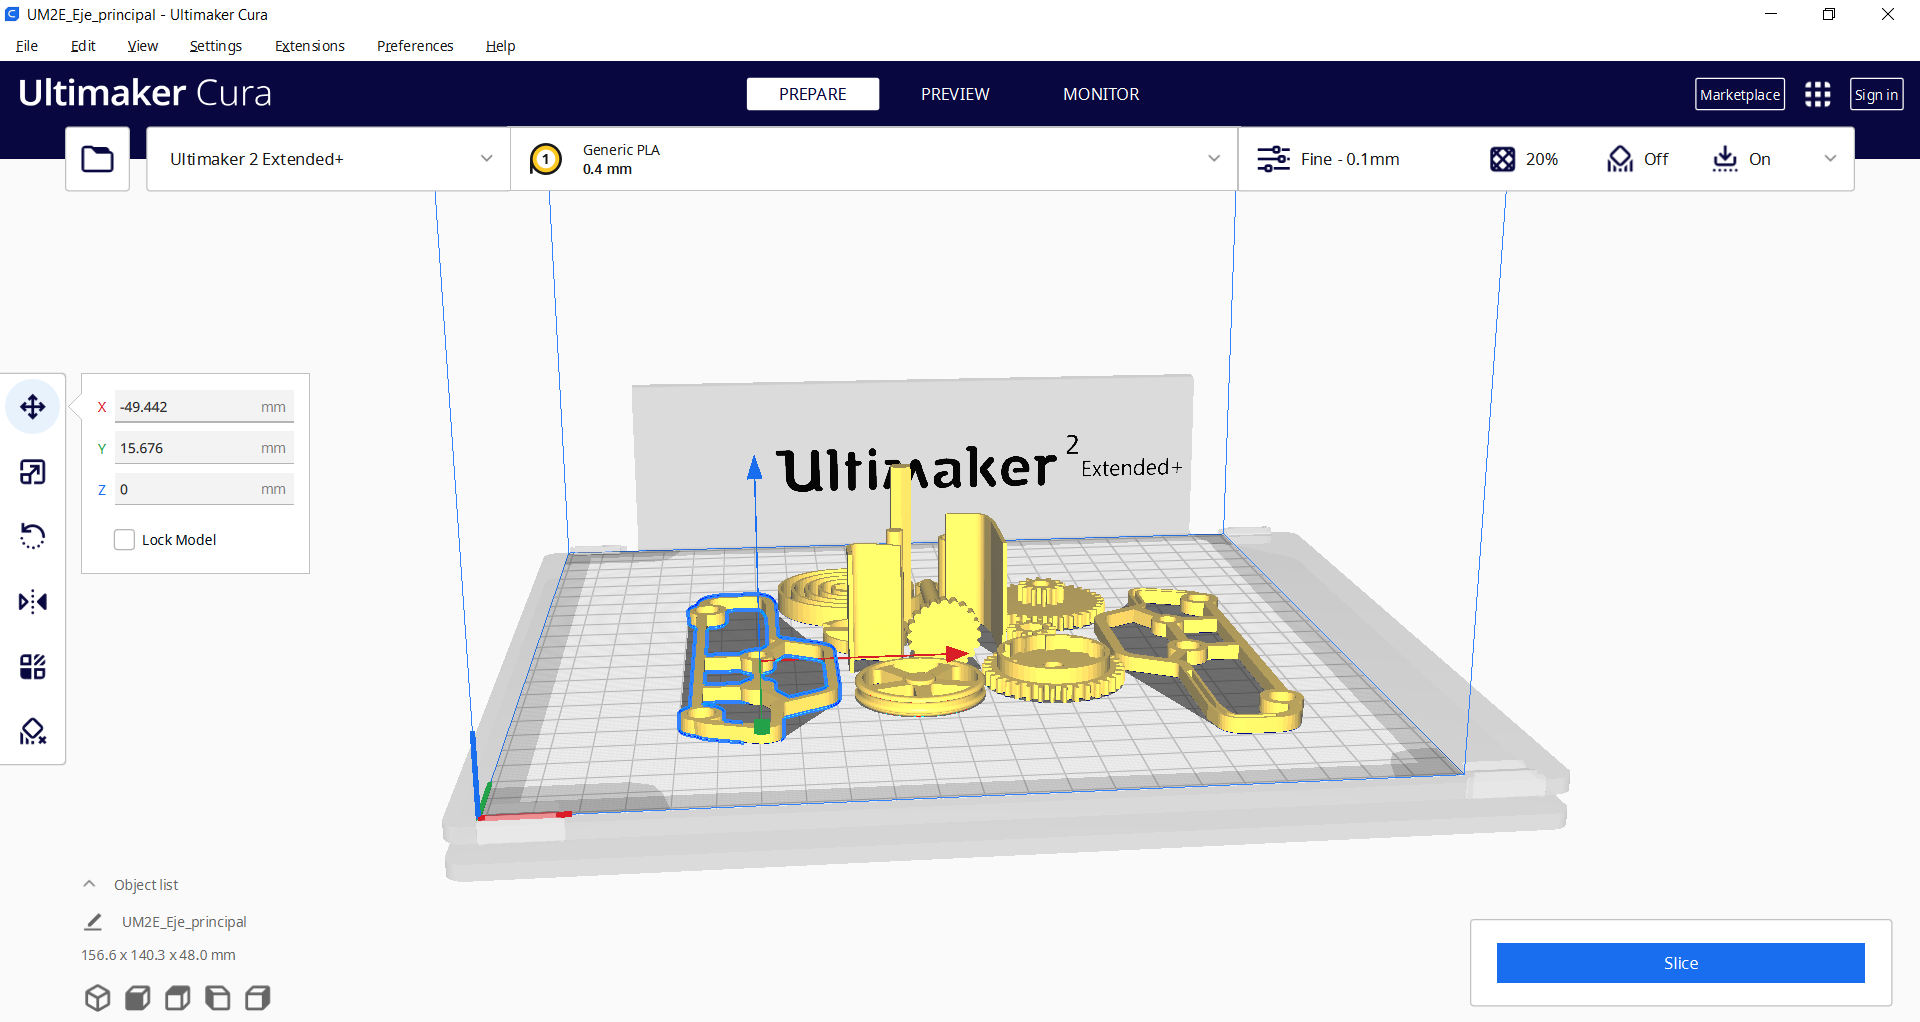 UM2E_Eje_principal - Ultimaker Cura
File Edit View Settings Extensions Preferences Help
Ultimaker Cura
PREPARE PREVIEW MONITOR
Marketplace Sign in
Ultimaker 2 Extended+
1
Generic PLA
0.4 mm
Fine - 0.1mm
20%
Off
On
X -49.442 mm
Y 15.676 mm
Z 0 mm
Lock Model
Ultimaker 2 Extended+
Object list
UM2E_Eje_principal
156.6 x 140.3 x 48.0 mm
Slice